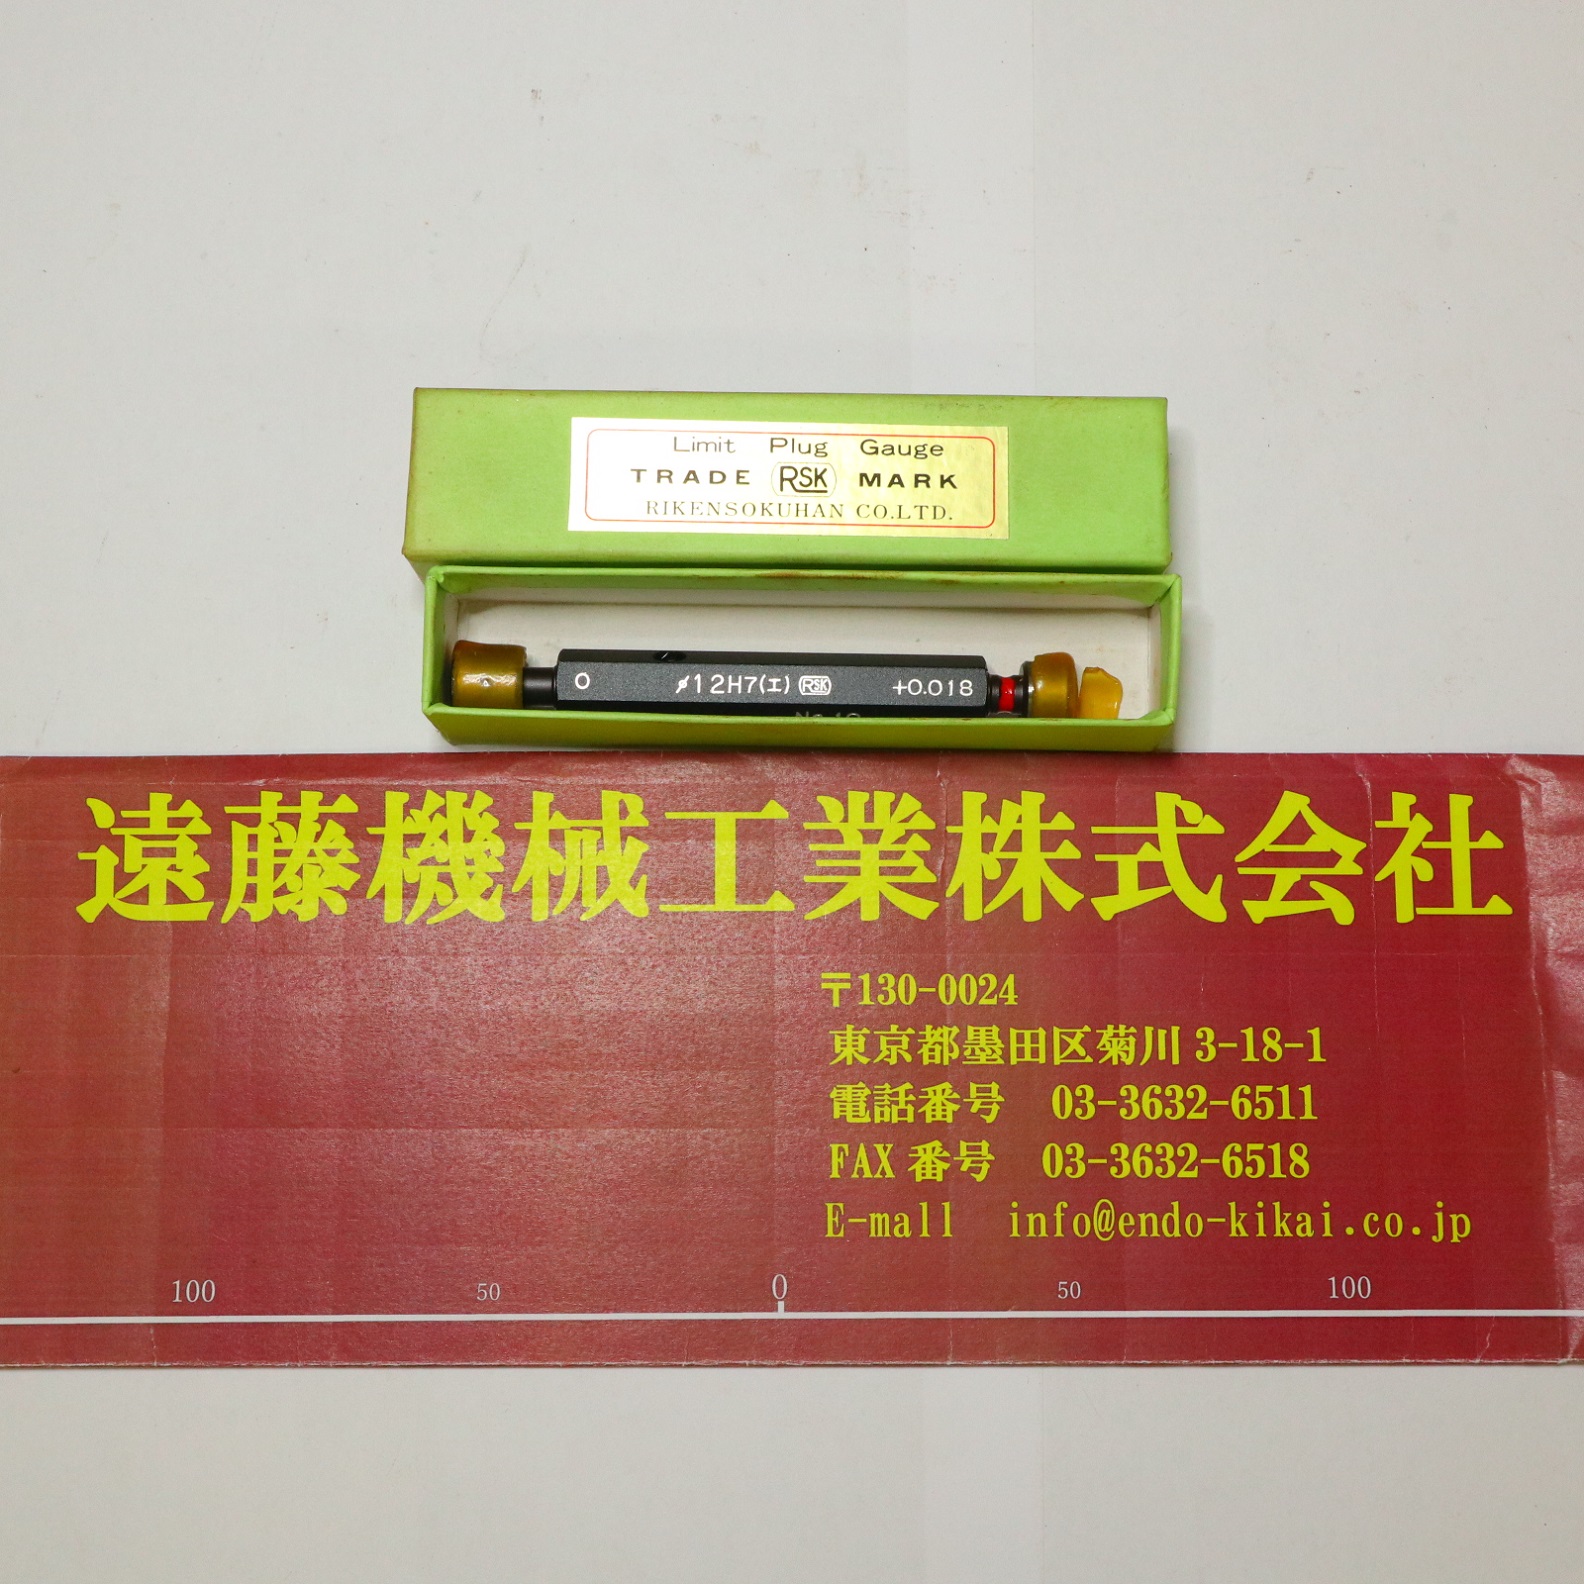 Limit Plug Gauge
TRADE RSK MARK
RIKENSOKUHAN CO.LTD.
0 ⌀12H7(エ) RSK +0.018
遠藤機械工業株式会社
〒130-0024
東京都墨田区菊川 3-18-1
電話番号 03-3632-6511
FAX 番号 03-3632-6518
E-mall info@endo-kikai.co.jp
100 50 0 50 100